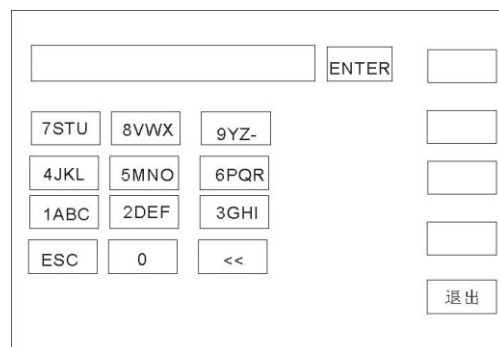 ENTER
7STU 8VWX 9YZ-
4JKL 5MNO 6PQR
1ABC 2DEF 3GHI
ESC 0 <<
退出